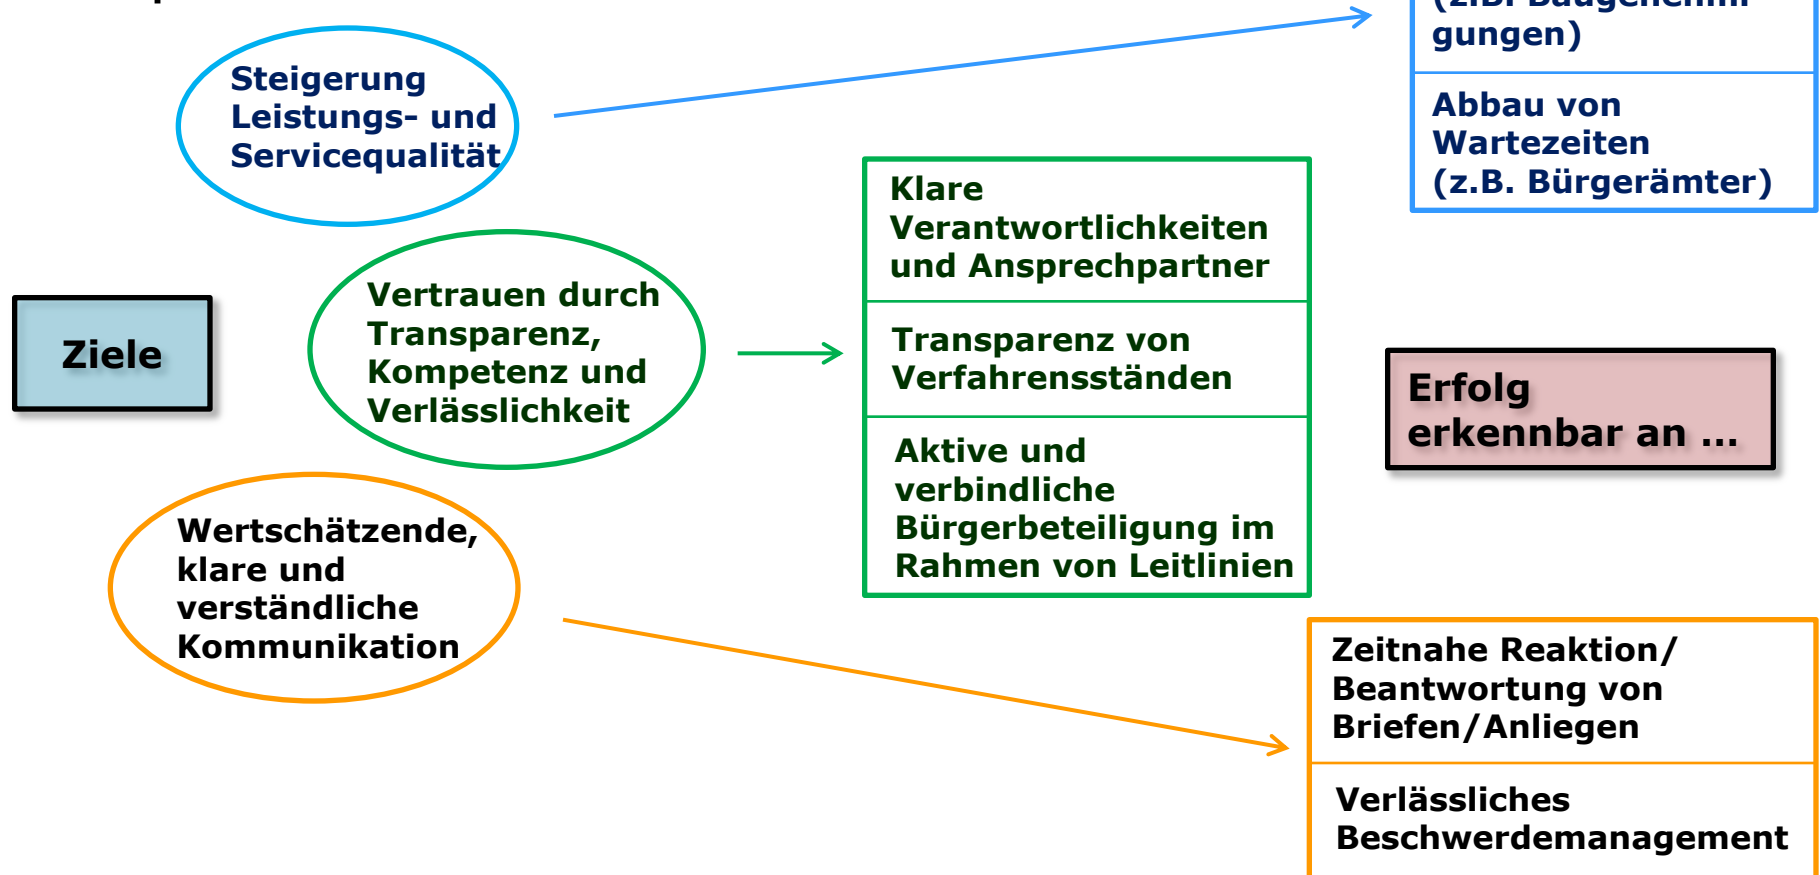 gungen)
Abbau von
Wartezeiten
(z.B. Bürgerämter)
Steigerung
Leistungs- und
Servicequalität
Klare
Verantwortlichkeiten
und Ansprechpartner
Transparenz von
Verfahrensständen
Aktive und
verbindliche
Bürgerbeteiligung im
Rahmen von Leitlinien
Vertrauen durch
Transparenz,
Kompetenz und
Verlässlichkeit
Ziele
Erfolg
erkennbar an ...
Wertschätzende,
klare und
verständliche
Kommunikation
Zeitnahe Reaktion/
Beantwortung von
Briefen/Anliegen
Verlässliches
Beschwerdemanagement